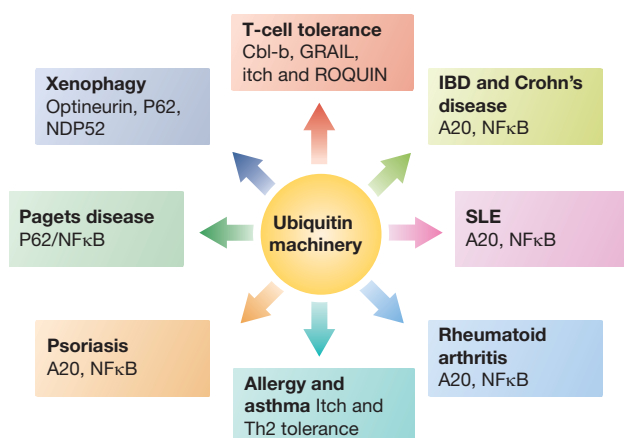 T-cell tolerance
Cbl-b, GRAIL,
itch and ROQUIN
Xenophagy
Optineurin, P62,
NDP52
IBD and Crohn's
disease
A20, NFκB
Pagets disease
P62/NFκB
Ubiquitin
machinery
SLE
A20, NFκB
Psoriasis
A20, NFκB
Allergy and
asthma Itch and
Th2 tolerance
Rheumatoid
arthritis
A20, NFκB